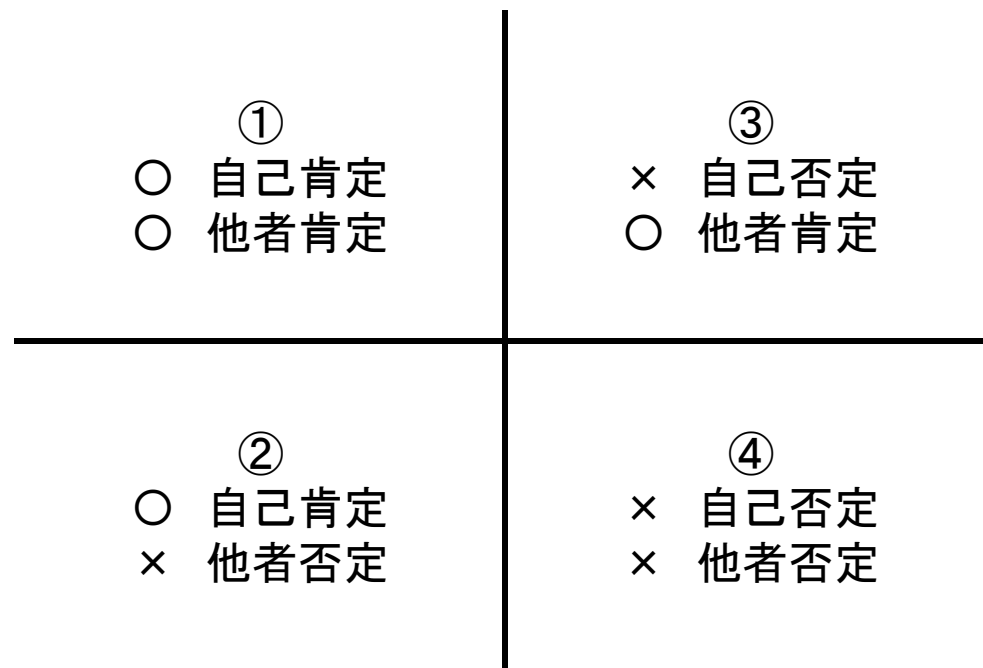 ①
○ 自己肯定
○ 他者肯定
③
× 自己否定
○ 他者肯定
②
○ 自己肯定
× 他者否定
④
× 自己否定
× 他者否定